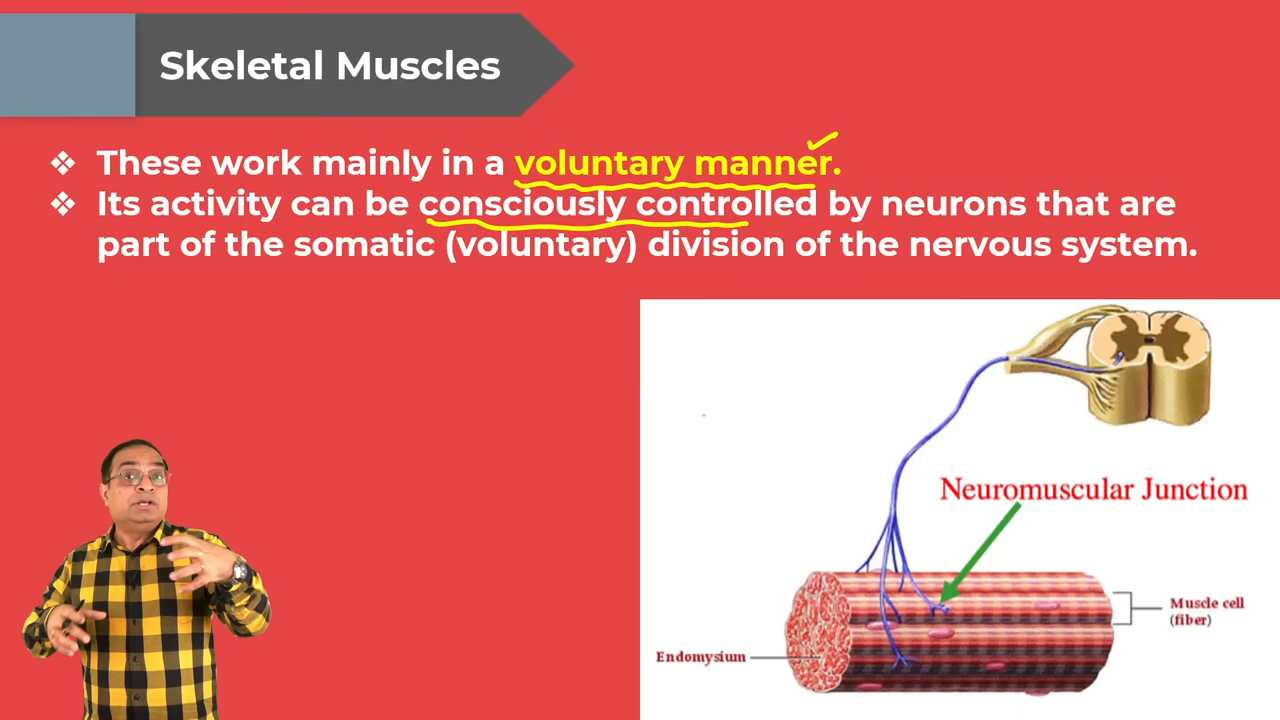 Skeletal Muscles
❖ These work mainly in a voluntary manner.
❖ Its activity can be consciously controlled by neurons that are
part of the somatic (voluntary) division of the nervous system.
Neuromuscular Junction
Muscle cell
(fiber)
Endomysium